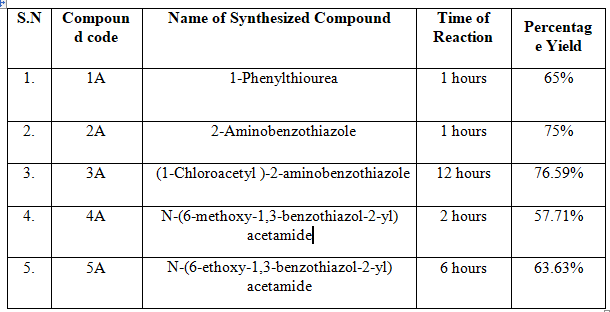 S.N Compoun Name of Synthesized Compound Time of Percentag
d code Reaction e Yield
1. 1A 1-Phenylthiourea 1 hours 65%
2. 2A 2-Aminobenzothiazole 1 hours 75%
3. 3A (1-Chloroacetyl )-2-aminobenzothiazole 12 hours 76.59%
4. 4A N-(6-methoxy-1,3-benzothiazol-2-yl) 2 hours 57.71%
acetamide
5. 5A N-(6-ethoxy-1,3-benzothiazol-2-yl) 6 hours 63.63%
acetamide